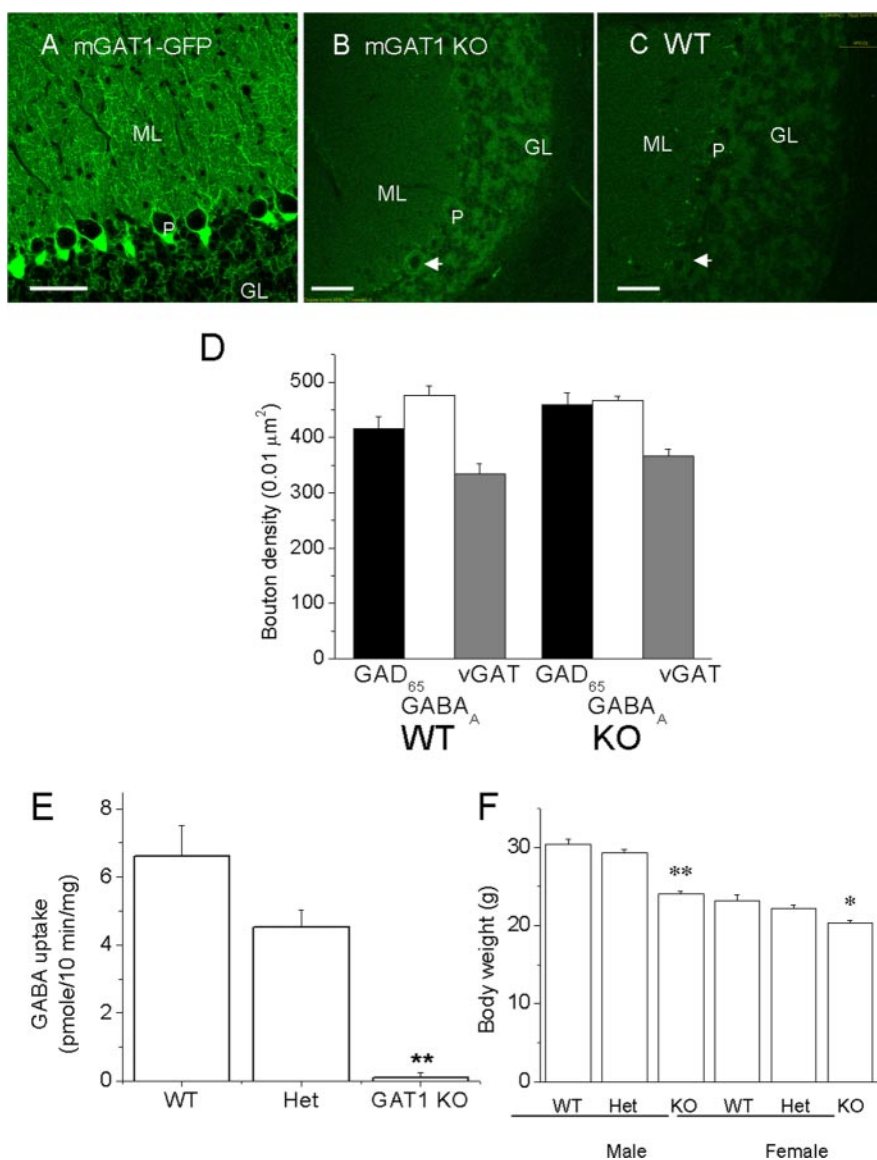 A mGAT1-GFP
ML
P
GL
B mGAT1 KO
GL
ML
P
C WT
ML
P
GL
D
Bouton density (0.01 μm²)
500
400
300
200
100
0
GAD₆₅ vGAT GAD₆₅ vGAT
GABA_A GABA_A
WT KO
E
GABA uptake
(pmole/10 min/mg)
8
6
4
2
0
**
WT Het GAT1 KO
F
Body weight (g)
30
20
10
0
**
*
WT Het KO WT Het KO
Male Female